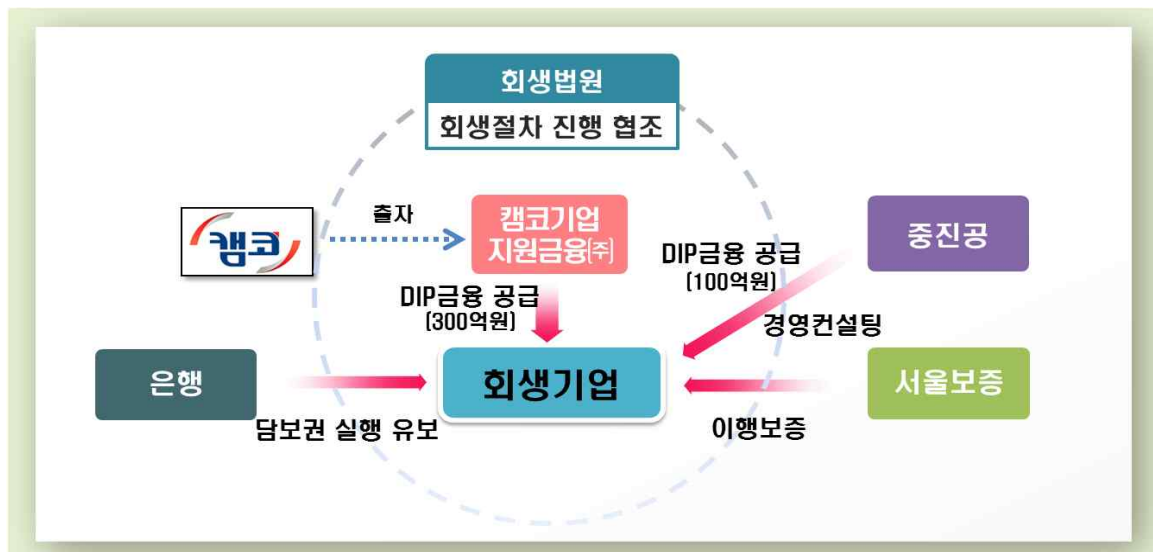 회생법원
회생절차 진행 협조
캠코
출자
캠코기업
지원금융(주)
중진공
DIP금융 공급
(100억원)
DIP금융 공급
(300억원)
경영컨설팅
은행
회생기업
서울보증
담보권 실행 유보
이행보증